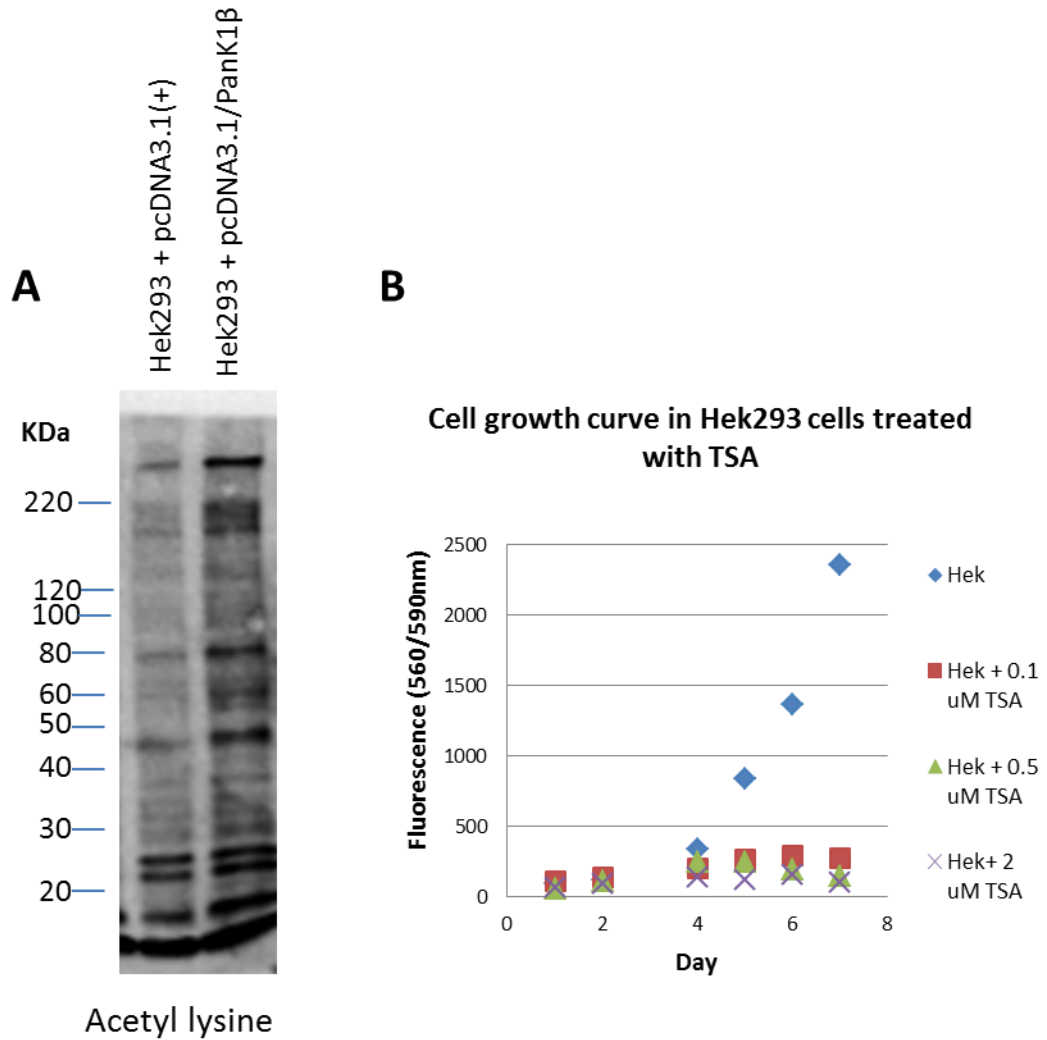 A
Hek293 + pcDNA3.1(+)
Hek293 + pcDNA3.1/PanK1β
KDa
220
120
100
80
60
50
40
30
20
Acetyl lysine
B
Cell growth curve in Hek293 cells treated
with TSA
Fluorescence (560/590nm)
2500
2000
1500
1000
500
0
0 2 4 6 8
Day
Hek
Hek + 0.1
uM TSA
Hek + 0.5
uM TSA
Hek+ 2
uM TSA